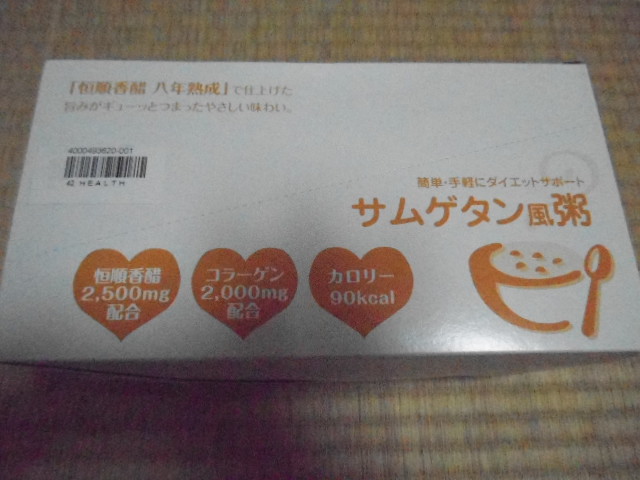 「恒順香醋 八年熟成」で仕上げた
旨みがギューッとつまったやさしい味わい。
4000493620-001
42 HEALTH
簡単・手軽にダイエットサポート
サムゲタン風粥
恒順香醋
2,500mg
配合
コラーゲン
2,000mg
配合
カロリー
90kcal